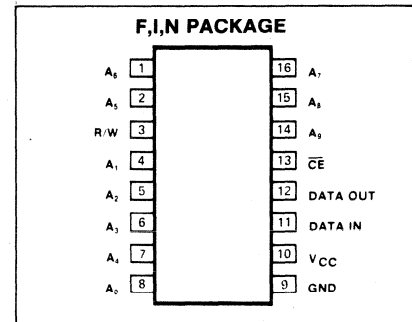 F,I,N PACKAGE
A₆ 1 16 A₇
A₅ 2 15 A₈
R/W 3 14 A₉
A₁ 4 13 C̅E̅
A₂ 5 12 DATA OUT
A₃ 6 11 DATA IN
A₄ 7 10 VCC
A₀ 8 9 GND